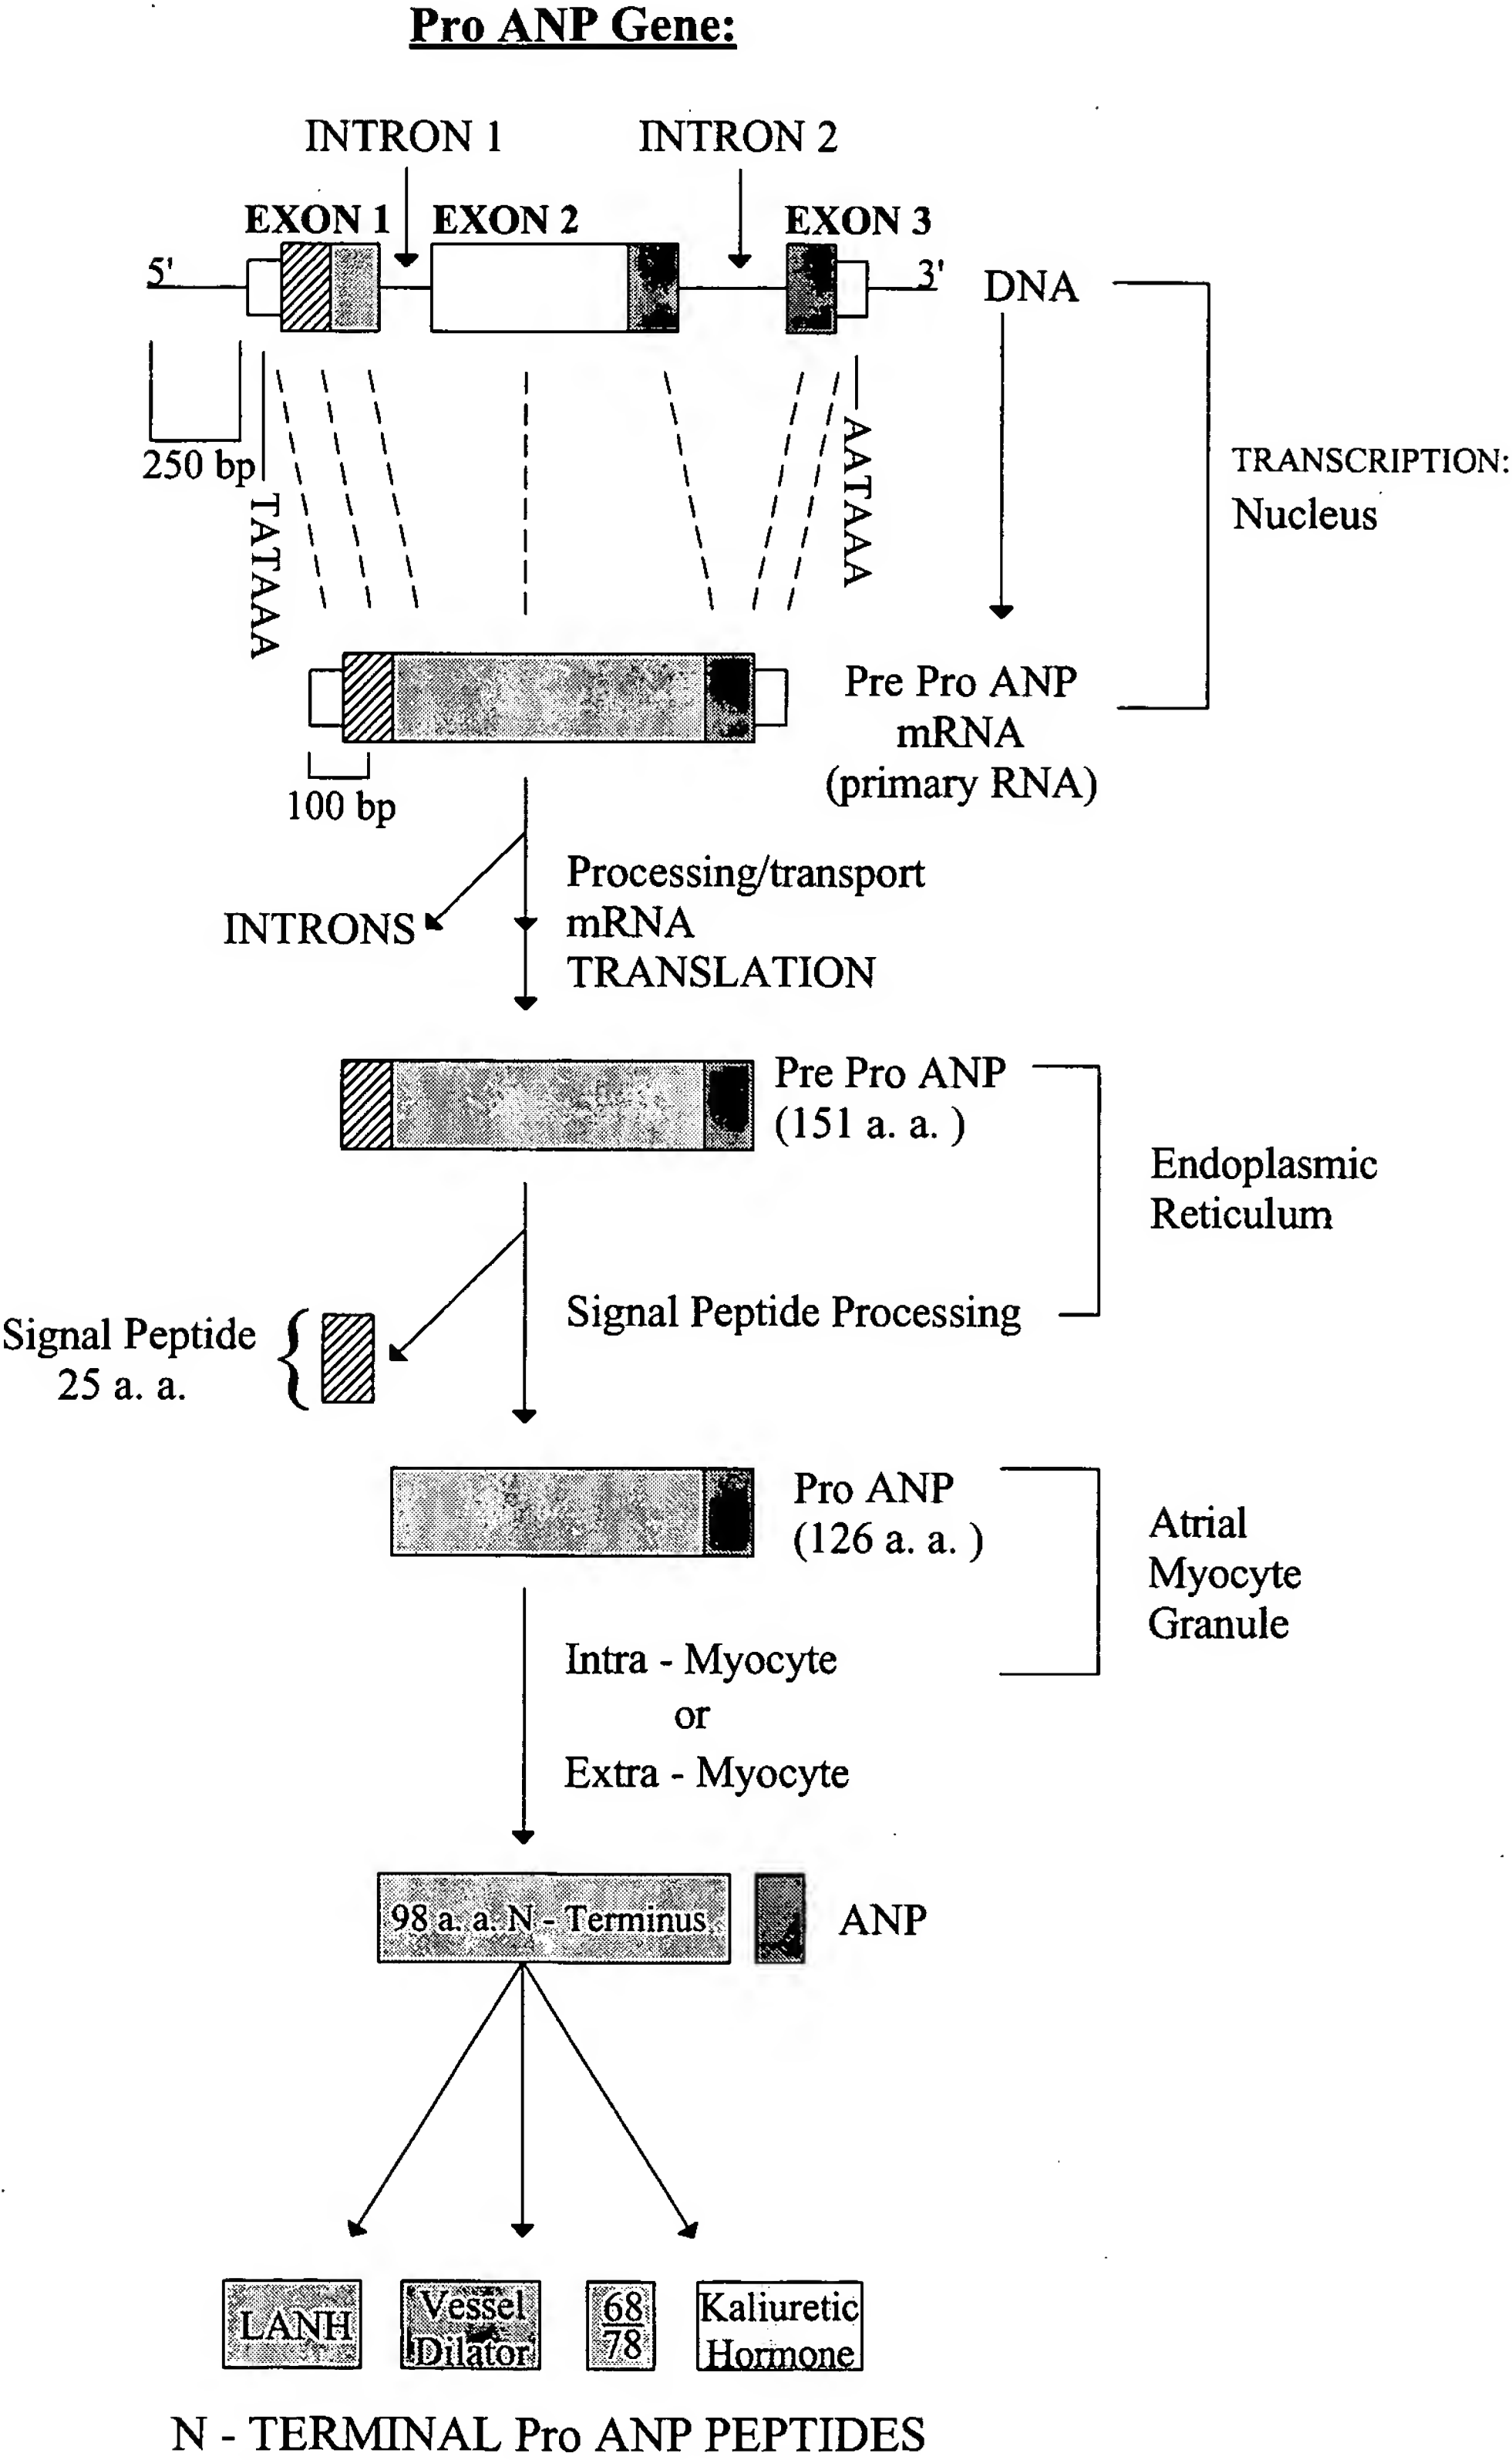 Pro ANP Gene:
INTRON 1
INTRON 2
EXON 1
EXON 2
EXON 3
5'
3'
DNA
250 bp
TATAAA
AATAAA
TRANSCRIPTION:
Nucleus
Pre Pro ANP
mRNA
(primary RNA)
100 bp
INTRONS
Processing/transport
mRNA
TRANSLATION
Pre Pro ANP
(151 a. a. )
Endoplasmic
Reticulum
Signal Peptide Processing
Signal Peptide
25 a. a.
Pro ANP
(126 a. a. )
Atrial
Myocyte
Granule
Intra - Myocyte
or
Extra - Myocyte
98 a. a. N - Terminus
ANP
LANH
Vessel
Dilator
68
78
Kaliuretic
Hormone
N - TERMINAL Pro ANP PEPTIDES